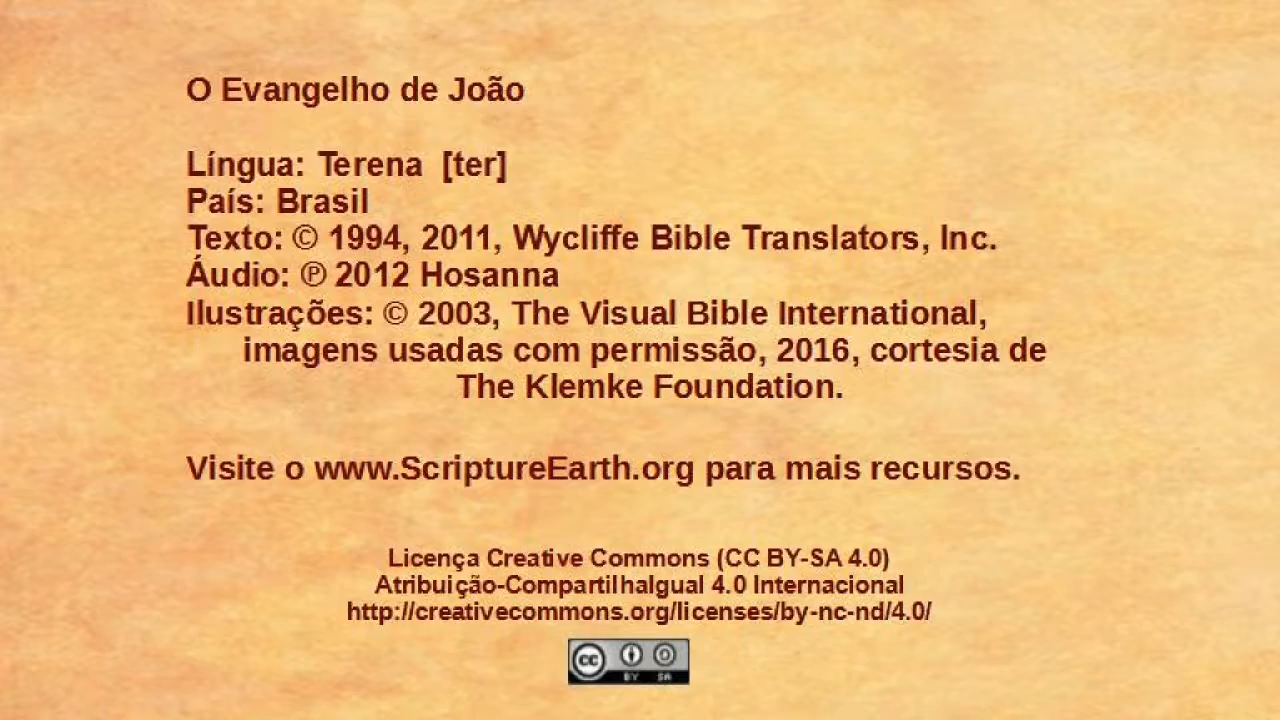 O Evangelho de João
Língua: Terena [ter]
País: Brasil
Texto: © 1994, 2011, Wycliffe Bible Translators, Inc.
Áudio: ℗ 2012 Hosanna
Ilustrações: © 2003, The Visual Bible International,
imagens usadas com permissão, 2016, cortesia de
The Klemke Foundation.
Visite o www.ScriptureEarth.org para mais recursos.
Licença Creative Commons (CC BY-SA 4.0)
Atribuição-CompartilhaIgual 4.0 Internacional
http://creativecommons.org/licenses/by-nc-nd/4.0/
cc BY SA